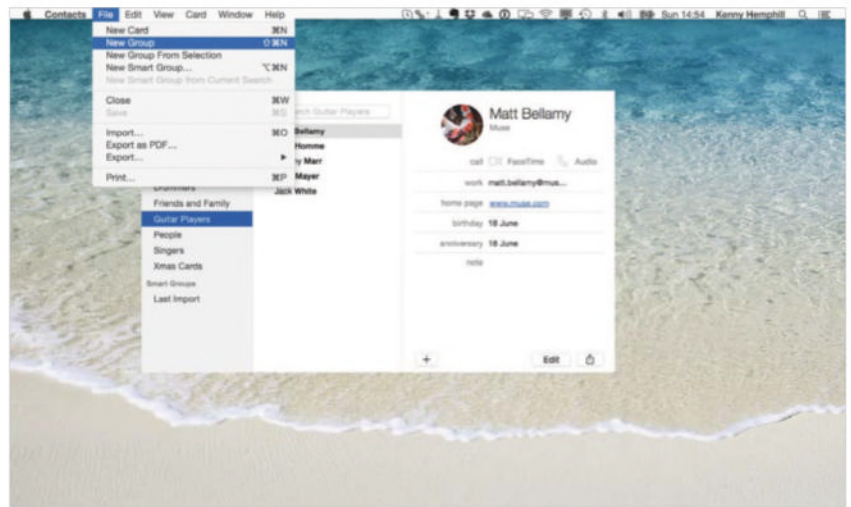 Contacts File Edit View Card Window Help Sun 14:54 Kenny Hemphill
New Card ⌘N
New Group ⇧⌘N
New Group From Selection
New Smart Group... ⌥⌘N
New Smart Group from Current Search
Close ⌘W
Save ⌘S
Import... ⌘O
Export as PDF...
Export...
Print... ⌘P
Drummers
Friends and Family
Guitar Players
People
Singers
Xmas Cards
Smart Groups
Last Import
Guitar Players
Bellamy
Homme
Marr
Mayer
Jack White
Matt Bellamy
Muse
call FaceTime Audio
work matt.bellamy@mus...
home page www.muse.com
birthday 18 June
anniversary 18 June
note
+ Edit